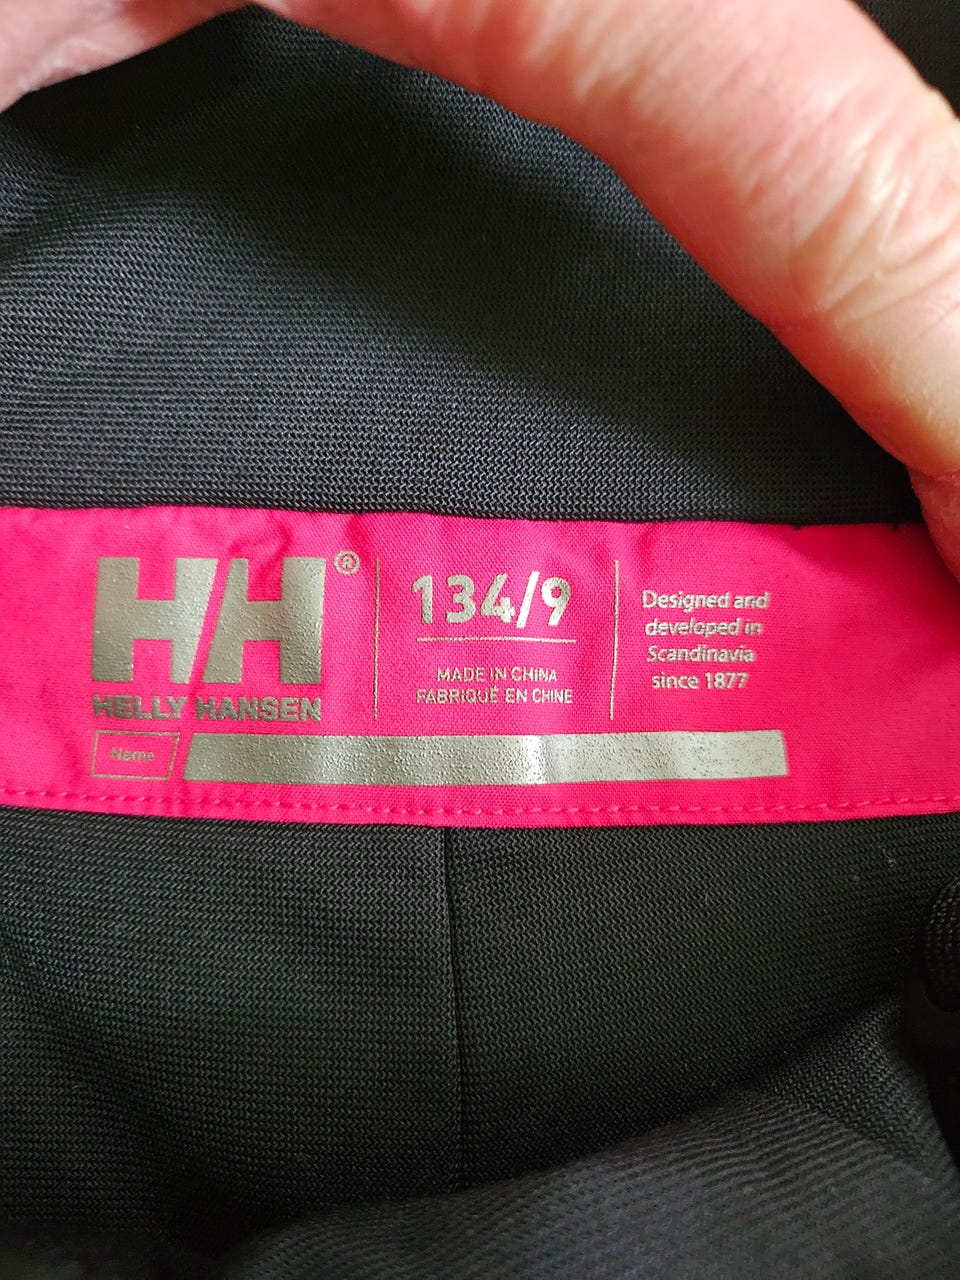 HH®
HELLY HANSEN
Name
134/9
MADE IN CHINA
FABRIQUÉ EN CHINE
Designed and
developed in
Scandinavia
since 1877